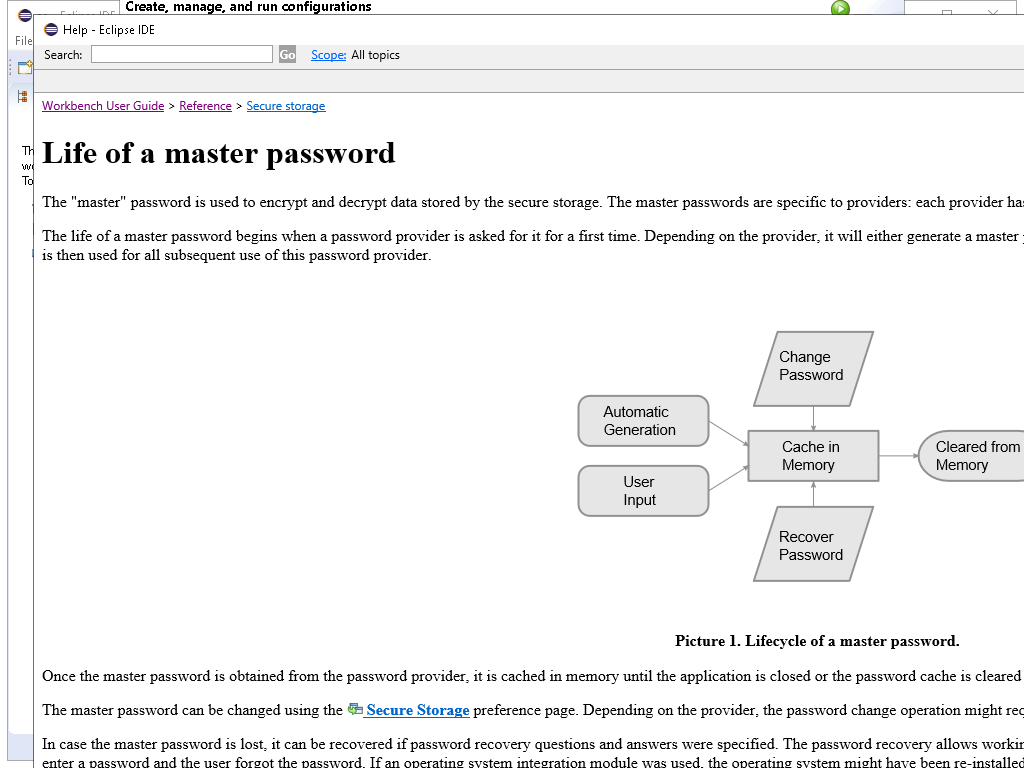 Create, manage, and run configurations
Eclipse IDE
File
Help - Eclipse IDE
Search:
Go
Scope: All topics
Workbench User Guide > Reference > Secure storage
Life of a master password
The "master" password is used to encrypt and decrypt data stored by the secure storage. The master passwords are specific to providers: each provider has
The life of a master password begins when a password provider is asked for it for a first time. Depending on the provider, it will either generate a master
is then used for all subsequent use of this password provider.
Change
Password
Automatic
Generation
Cache in
Memory
Cleared from
Memory
User
Input
Recover
Password
Picture 1. Lifecycle of a master password.
Once the master password is obtained from the password provider, it is cached in memory until the application is closed or the password cache is cleared
The master password can be changed using the Secure Storage preference page. Depending on the provider, the password change operation might req
In case the master password is lost, it can be recovered if password recovery questions and answers were specified. The password recovery allows workin
enter a password and the user forgot the password. If an operating system integration module was used, the operating system might have been re-installed